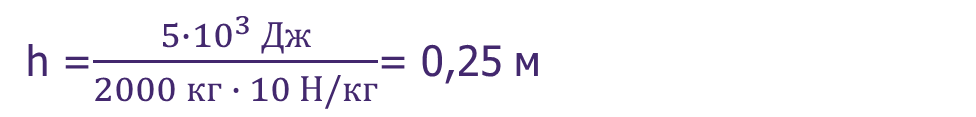 h = 5·10³ Дж / 2000 кг · 10 Н/кг = 0,25 м